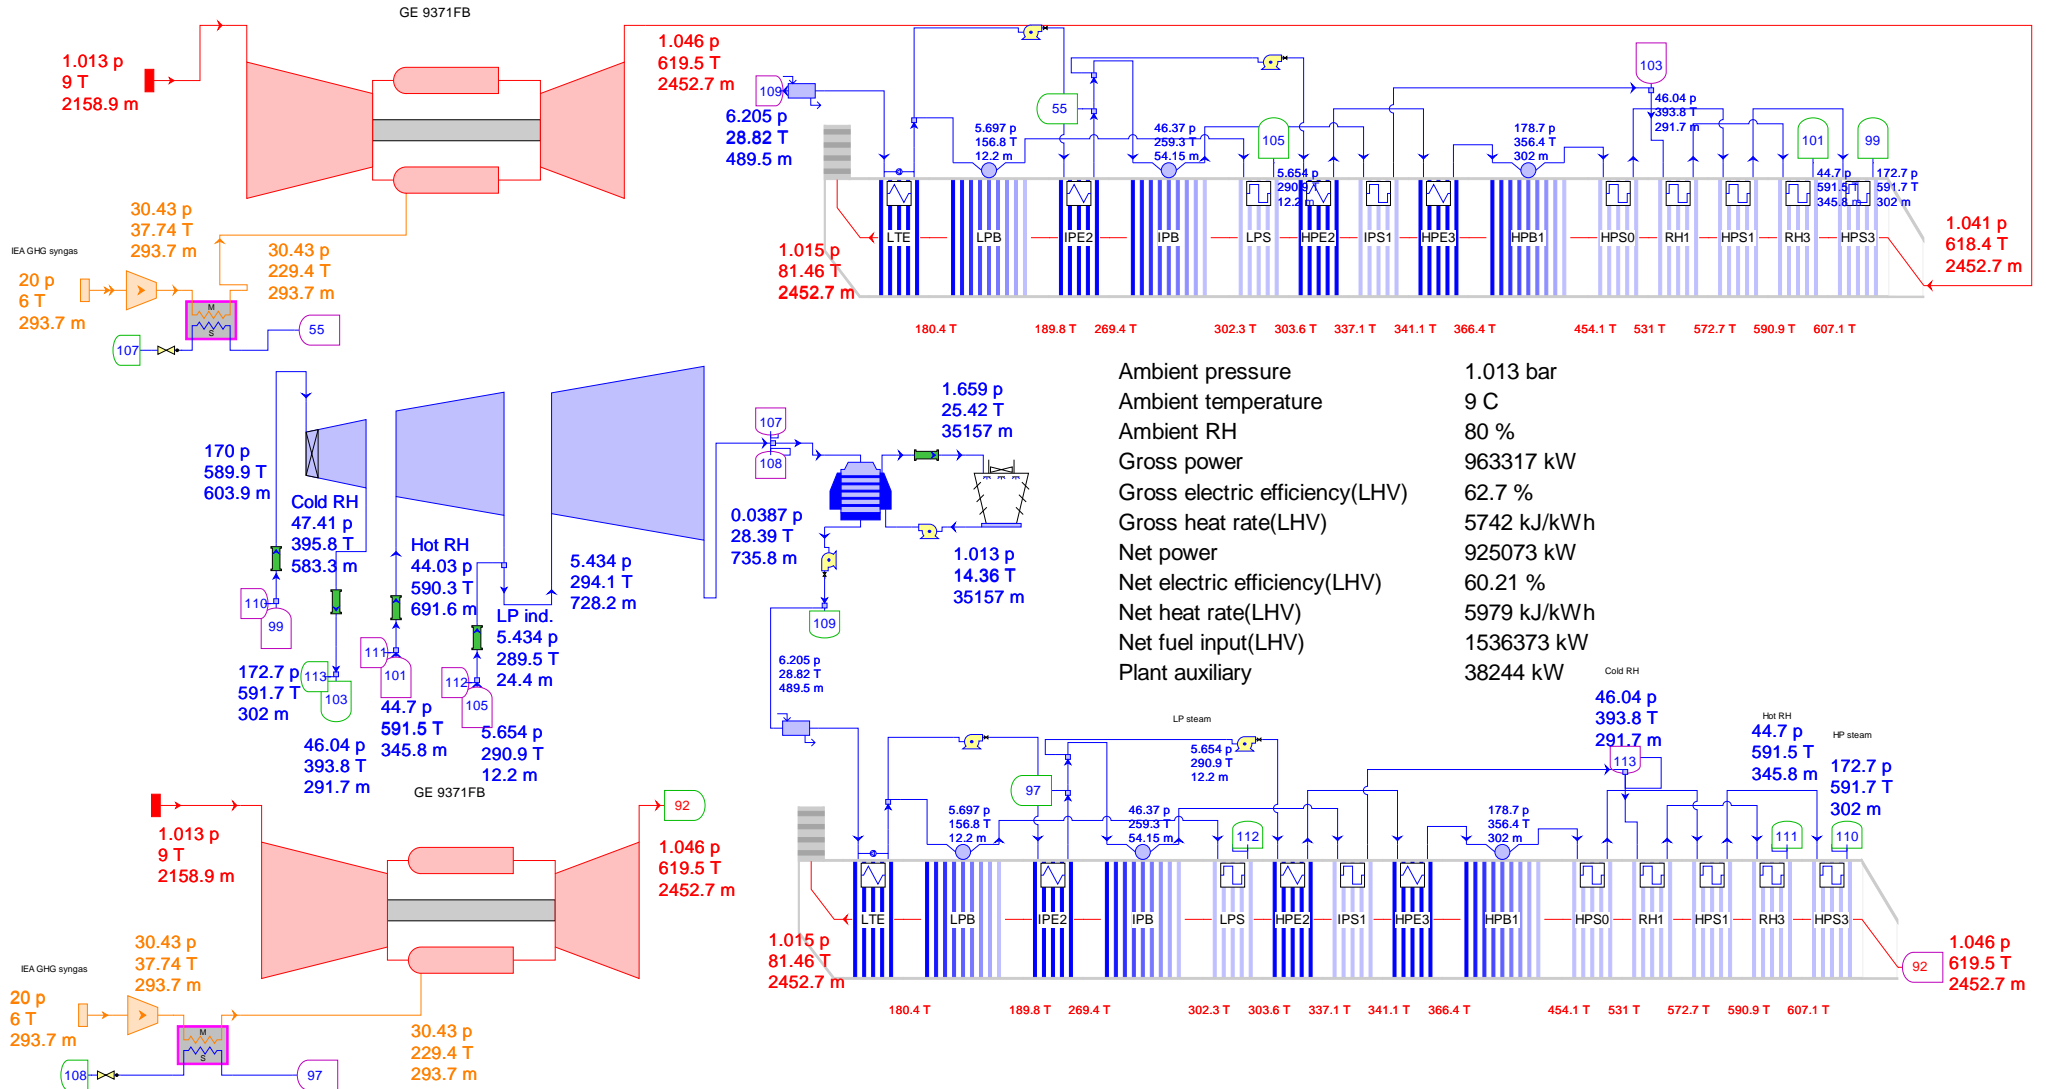 GE 9371FB
1.013 p
9 T
2158.9 m
1.046 p
619.5 T
2452.7 m
30.43 p
37.74 T
293.7 m
IEA GHG syngas
20 p
6 T
293.7 m
30.43 p
229.4 T
293.7 m
M
S
107
55
109
6.205 p
28.82 T
489.5 m
55
103
46.04 p
393.8 T
291.7 m
5.697 p
156.8 T
12.2 m
46.37 p
259.3 T
54.15 m
105
5.654 p
290.9 T
12.2 m
178.7 p
356.4 T
302 m
101
99
44.7 p
591.5 T
345.8 m
172.7 p
591.7 T
302 m
LTE LPB IPE2 IPB LPS HPE2 IPS1 HPE3 HPB1 HPS0 RH1 HPS1 RH3 HPS3
1.015 p
81.46 T
2452.7 m
1.041 p
618.4 T
2452.7 m
180.4 T 189.8 T 269.4 T 302.3 T 303.6 T 337.1 T 341.1 T 366.4 T 454.1 T 531 T 572.7 T 590.9 T 607.1 T
170 p
589.9 T
603.9 m
Cold RH
47.41 p
395.8 T
583.3 m
Hot RH
44.03 p
590.3 T
691.6 m
LP ind.
5.434 p
289.5 T
24.4 m
5.434 p
294.1 T
728.2 m
110
99
113
103
111
101
112
105
172.7 p
591.7 T
302 m
46.04 p
393.8 T
291.7 m
44.7 p
591.5 T
345.8 m
5.654 p
290.9 T
12.2 m
107
108
0.0387 p
28.39 T
735.8 m
1.659 p
25.42 T
35157 m
1.013 p
14.36 T
35157 m
109
6.205 p
28.82 T
489.5 m
Ambient pressure 1.013 bar
Ambient temperature 9 C
Ambient RH 80 %
Gross power 963317 kW
Gross electric efficiency(LHV) 62.7 %
Gross heat rate(LHV) 5742 kJ/kWh
Net power 925073 kW
Net electric efficiency(LHV) 60.21 %
Net heat rate(LHV) 5979 kJ/kWh
Net fuel input(LHV) 1536373 kW
Plant auxiliary 38244 kW
GE 9371FB
1.013 p
9 T
2158.9 m
92
1.046 p
619.5 T
2452.7 m
30.43 p
37.74 T
293.7 m
IEA GHG syngas
20 p
6 T
293.7 m
M
S
30.43 p
229.4 T
293.7 m
108
97
97
LP steam
5.654 p
290.9 T
12.2 m
Cold RH
46.04 p
393.8 T
291.7 m
113
Hot RH
44.7 p
591.5 T
345.8 m
HP steam
172.7 p
591.7 T
302 m
5.697 p
156.8 T
12.2 m
46.37 p
259.3 T
54.15 m
112
178.7 p
356.4 T
302 m
111
110
LTE LPB IPE2 IPB LPS HPE2 IPS1 HPE3 HPB1 HPS0 RH1 HPS1 RH3 HPS3
1.015 p
81.46 T
2452.7 m
92
1.046 p
619.5 T
2452.7 m
180.4 T 189.8 T 269.4 T 302.3 T 303.6 T 337.1 T 341.1 T 366.4 T 454.1 T 531 T 572.7 T 590.9 T 607.1 T